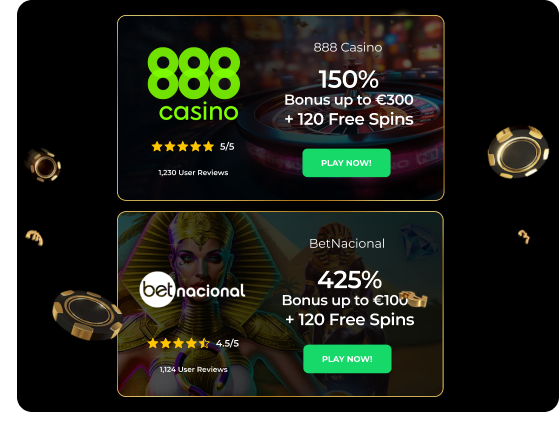 888
casino
5/5
1,230 User Reviews
888 Casino
150%
Bonus up to €300
+ 120 Free Spins
PLAY NOW!
betnacional
4.5/5
1,124 User Reviews
BetNacional
425%
Bonus up to €100
+ 120 Free Spins
PLAY NOW!